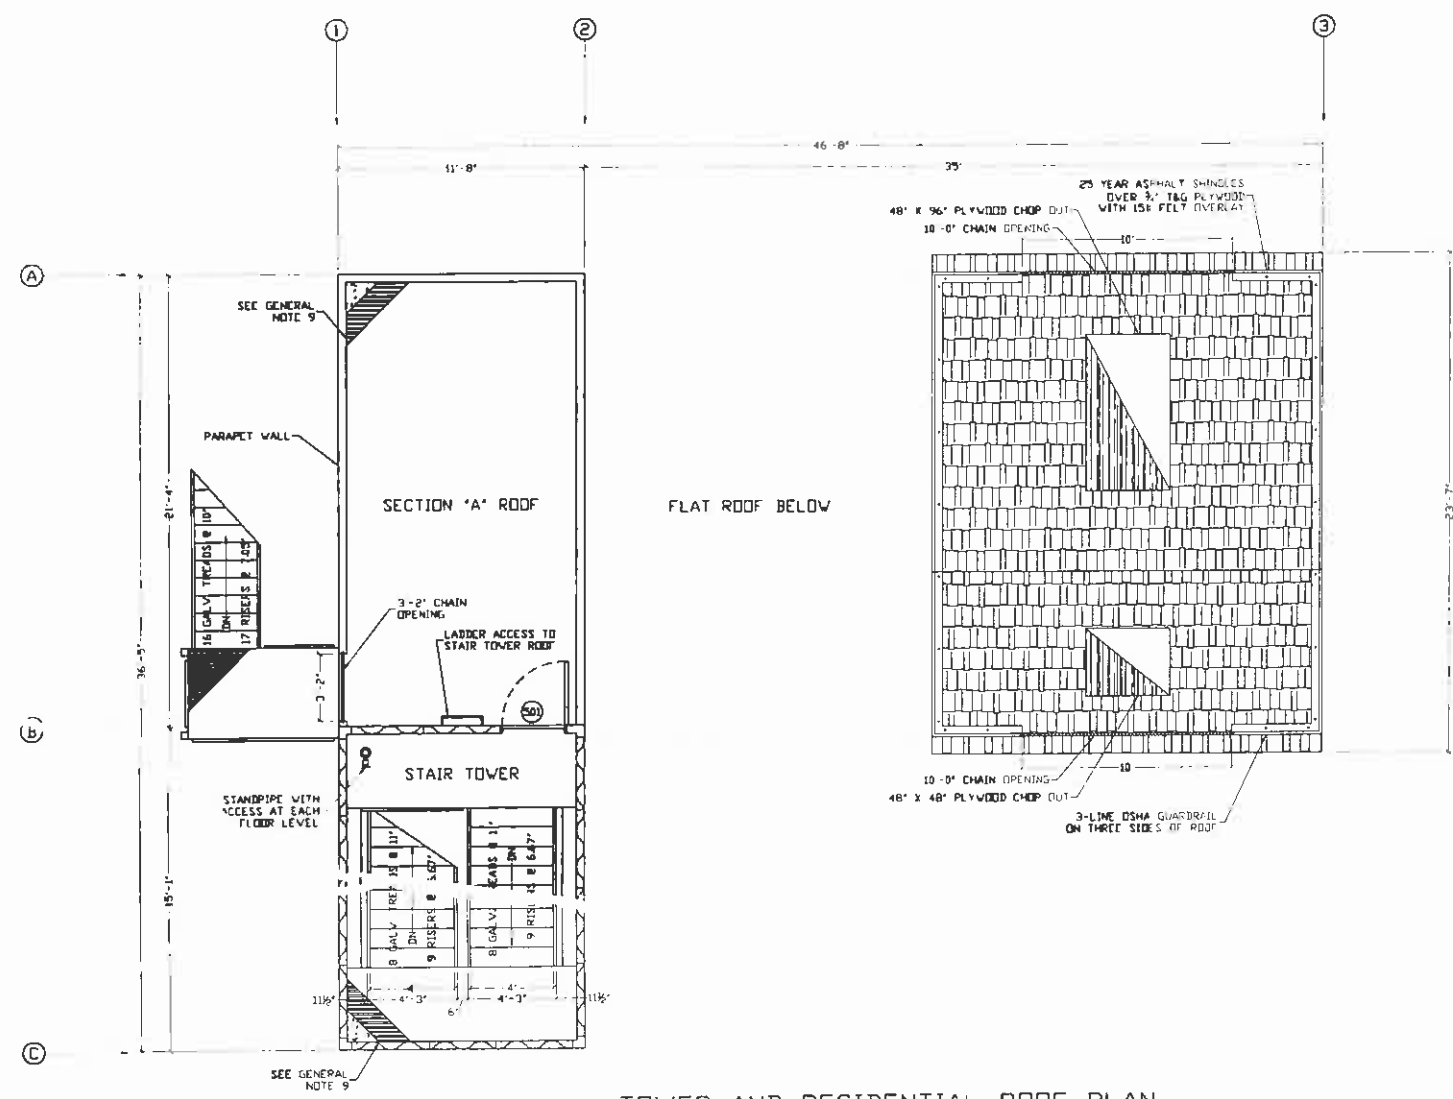 1
2
3
46'-8"
11'-8"
35'
25 YEAR ASPHALT SHINGLES
OVER ¾" T&G PLYWOOD
WITH 15# FELT OVERLAY
48" X 96" PLYWOOD CHOP OUT
10'-0" CHAIN OPENING
10'
A
SEE GENERAL
NOTE 9
PARAPET WALL
21'-4"
SECTION "A" ROOF
FLAT ROOF BELOW
23'-7"
16 GALV TREADS @ 10"
DN
17 RISERS @ 7.05"
3'-2" CHAIN
OPENING
LADDER ACCESS TO
STAIR TOWER ROOF
36'-5"
3'-2"
501
B
STAIR TOWER
STANDPIPE WITH
ACCESS AT EACH
FLOOR LEVEL
10'-0" CHAIN OPENING
10
48" X 48" PLYWOOD CHOP OUT
3-LINE OSHA GUARDRAIL
ON THREE SIDES OF ROOF
15'-1"
8 GALV TREADS @ 11"
DN
9 RISERS @ 6.67"
8 GALV TREADS @ 11"
DN
9 RISERS @ 6.67"
11½"
4'-3"
6"
4'-3"
11½"
C
SEE GENERAL
NOTE 9
TOWER AND RESIDENTIAL ROOF PLAN